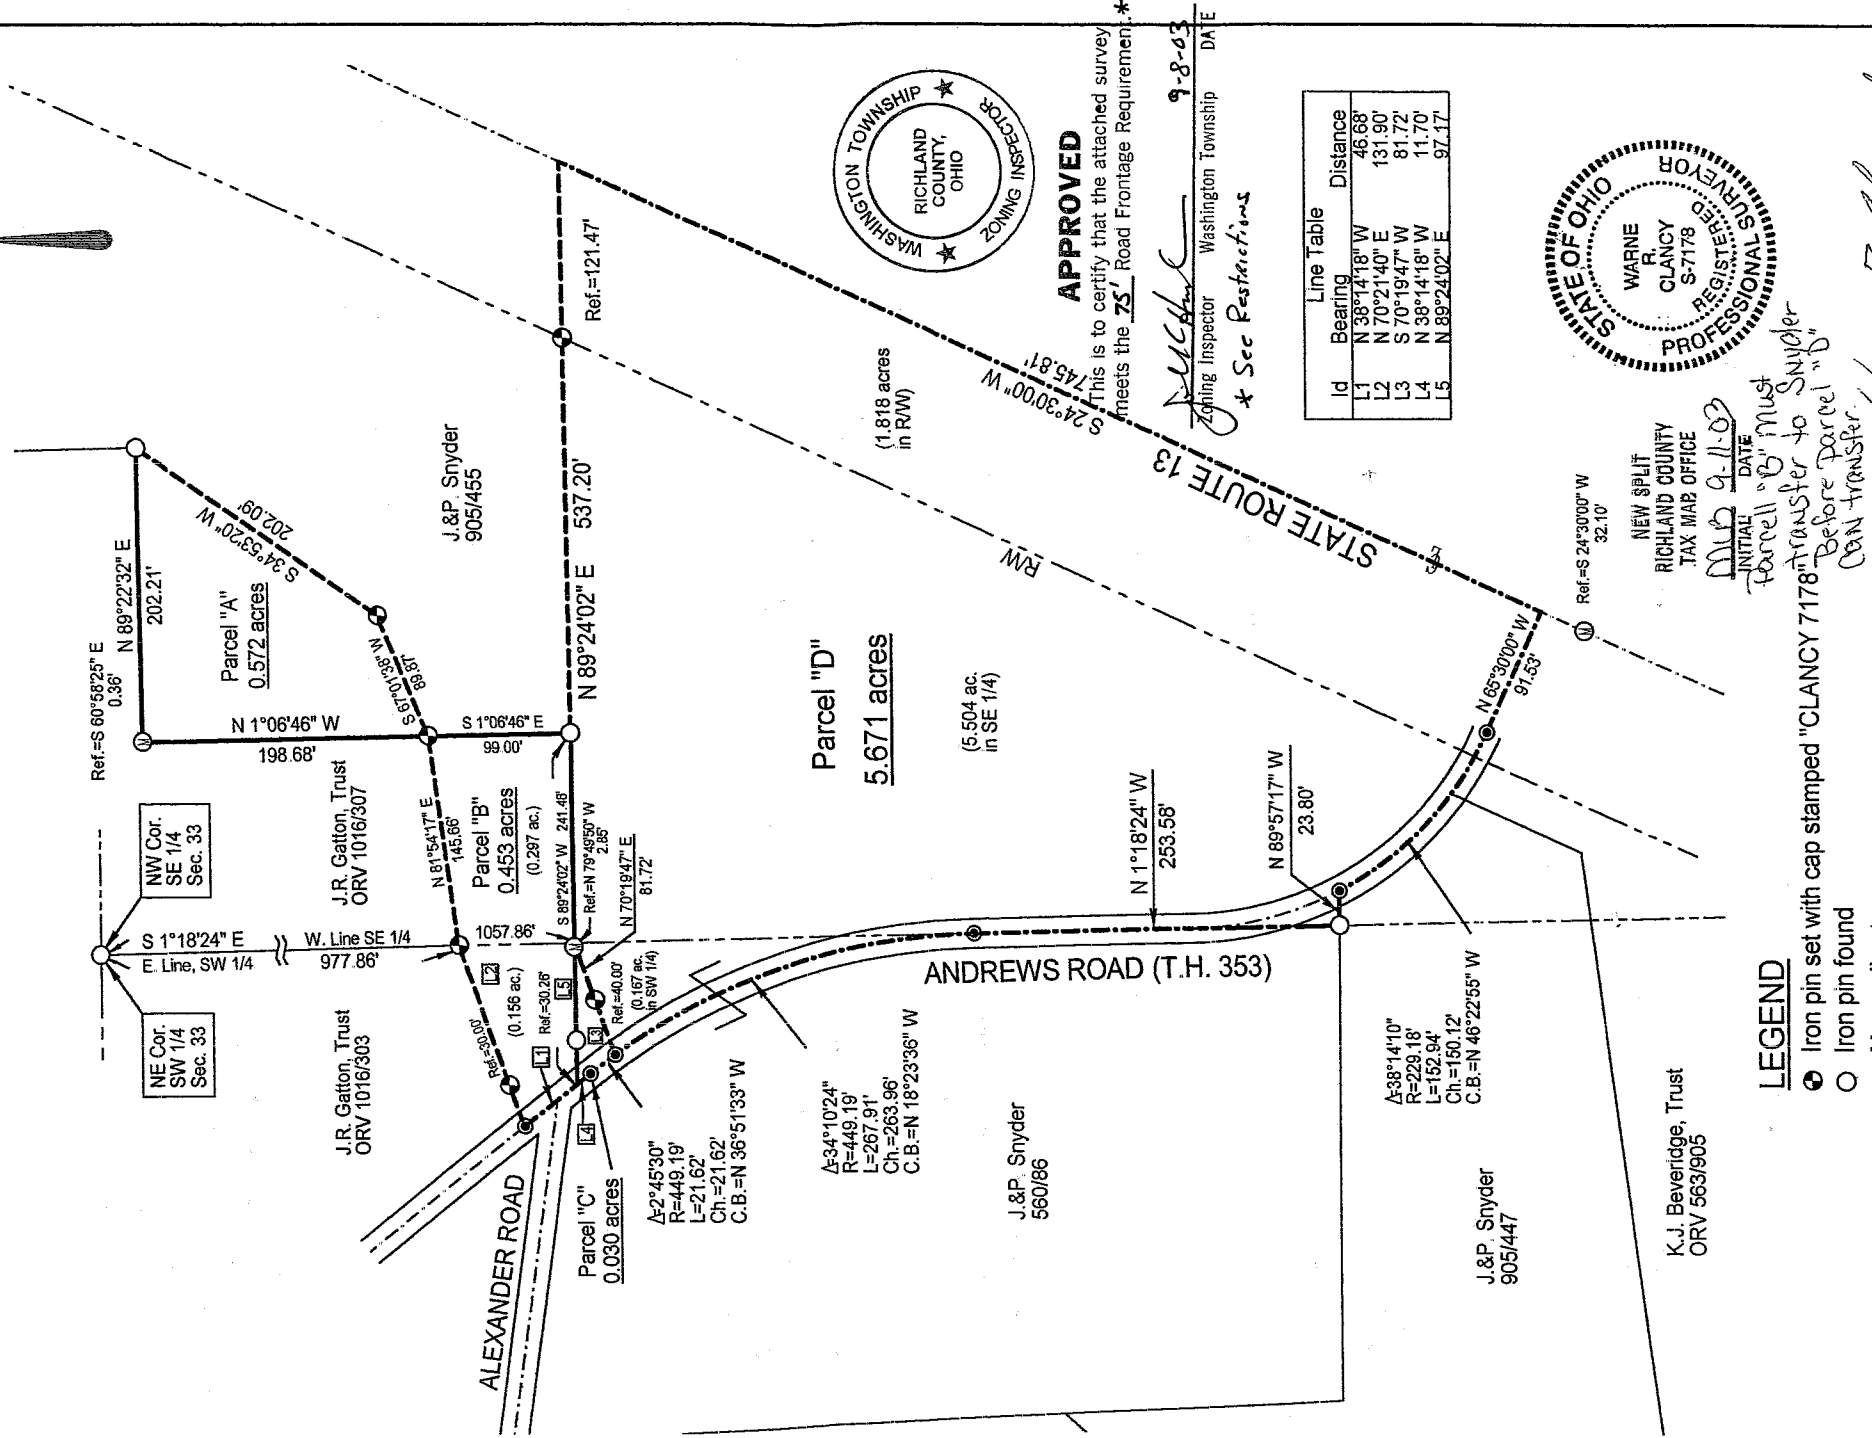 Ref.=S 60°58'25" E
0.36'
N 89°22'32" E
202.21'
Parcel "A"
0.572 acres
S 34°53'20" W
202.09'
S 67°01'38" W
89.87'
N 1°06'46" W
198.68'
S 1°06'46" E
99.00'
NW Cor.
SE 1/4
Sec. 33
NE Cor.
SW 1/4
Sec. 33
S 1°18'24" E
E. Line, SW 1/4
W. Line SE 1/4
977.86'
1057.86'
J.R. Gatton, Trust
ORV 1016/307
J.R. Gatton, Trust
ORV 1016/303
N 81°54'17" E
145.66'
Parcel "B"
0.453 acres
(0.297 ac.)
(0.156 ac.)
S 89°24'02" W 241.48'
Ref.=N 79°49'50" W
2.85'
N 70°19'47" E
81.72'
L2
Ref.=30.00'
Ref.=30.26'
L5
L1
L3
L4
Ref.=40.00'
(0.167 ac.
in SW 1/4)
J.&P. Snyder
905/455
N 89°24'02" E
537.20'
Ref.=121.47'
Parcel "D"
5.671 acres
(5.504 ac.
in SE 1/4)
(1.818 acres
in R/W)
R/W
S 24°30'00" W
745.81'
STATE ROUTE 13
N 65°30'00" W
91.53'
Ref.=S 24°30'00" W
32.10'
M
M
M
N 1°18'24" W
253.58'
N 89°57'17" W
23.80'
ANDREWS ROAD (T.H. 353)
ALEXANDER ROAD
Parcel "C"
0.030 acres
Δ=2°45'30"
R=449.19'
L=21.62'
Ch.=21.62'
C.B.=N 36°51'33" W
Δ=34°10'24"
R=449.19'
L=267.91'
Ch.=263.96'
C.B.=N 18°23'36" W
Δ=38°14'10"
R=229.18'
L=152.94'
Ch.=150.12'
C.B.=N 46°22'55" W
J.&P. Snyder
560/86
J.&P. Snyder
905/447
K.J. Beveridge, Trust
ORV 563/905
WASHINGTON TOWNSHIP
ZONING INSPECTOR
RICHLAND
COUNTY,
OHIO
APPROVED
This is to certify that the attached survey
meets the 75' Road Frontage Requirement.*
9-8-03
Zoning Inspector Washington Township DATE
* See Restrictions
Line Table
Id Bearing Distance
L1 N 38°14'18" W 46.68'
L2 N 70°21'40" E 131.90'
L3 S 70°19'47" W 81.72'
L4 N 38°14'18" W 11.70'
L5 N 89°24'02" E 97.17'
STATE OF OHIO
WARNE
R.
CLANCY
S-7178
REGISTERED
PROFESSIONAL SURVEYOR
NEW SPLIT
RICHLAND COUNTY
TAX MAP OFFICE
9-11-03
INITIAL DATE
Parcell "B" must
transfer to Snyder
Before parcel "D"
can transfer.
LEGEND
Iron pin set with cap stamped "CLANCY 7178"
Iron pin found